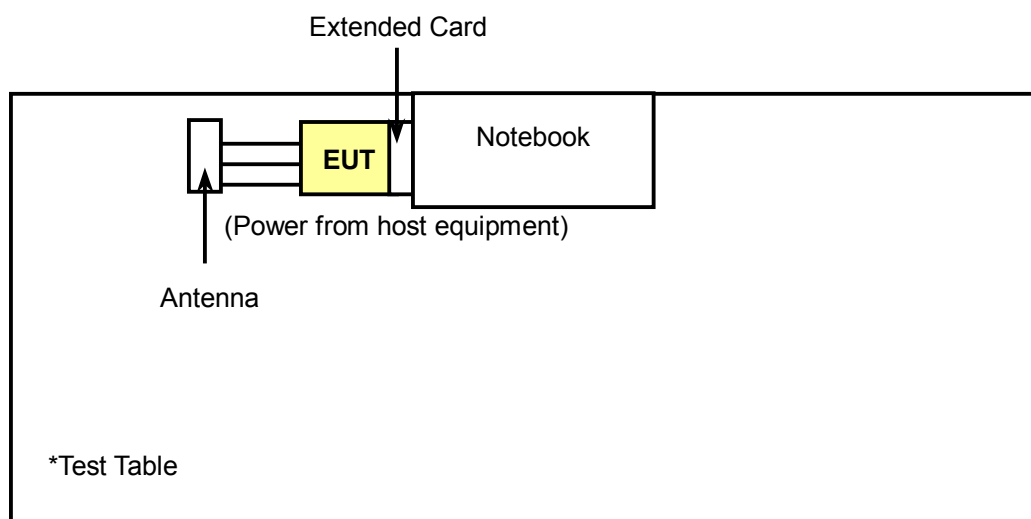 Extended Card
Notebook
EUT
(Power from host equipment)
Antenna
*Test Table